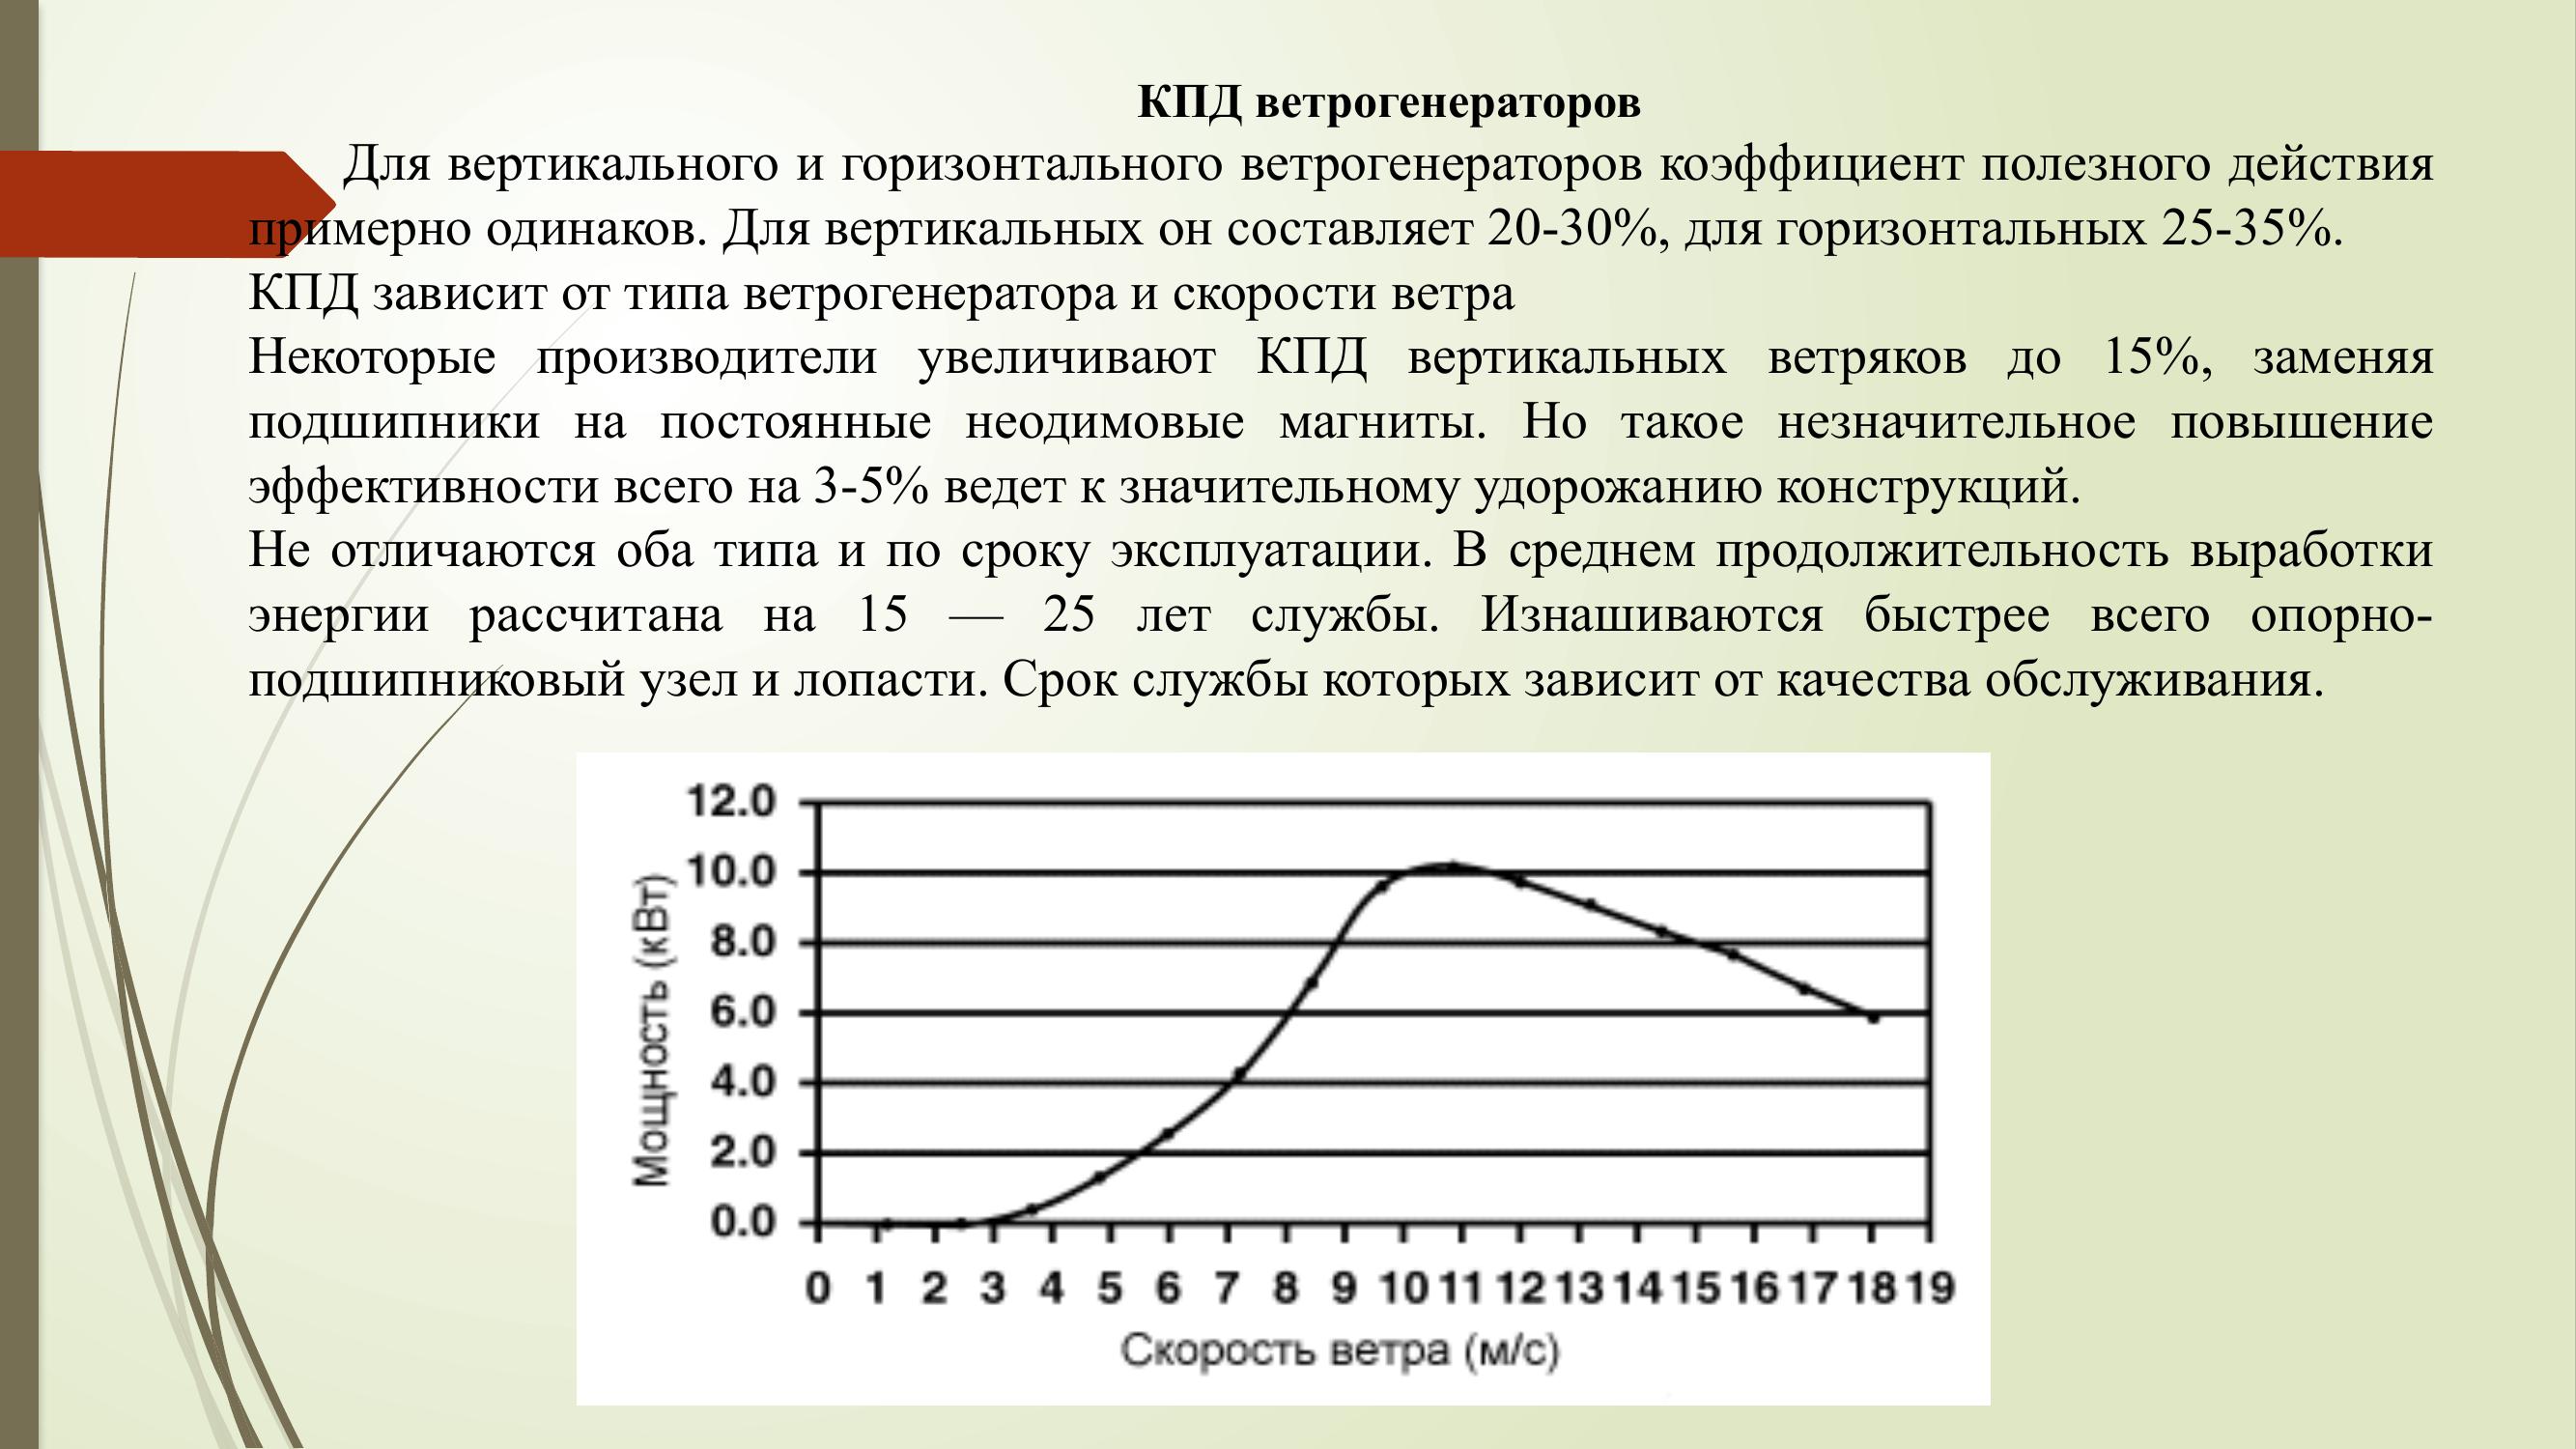 КПД ветрогенераторов
Для вертикального и горизонтального ветрогенераторов коэффициент полезного действия
примерно одинаков. Для вертикальных он составляет 20-30%, для горизонтальных 25-35%.
КПД зависит от типа ветрогенератора и скорости ветра
Некоторые производители увеличивают КПД вертикальных ветряков до 15%, заменяя
подшипники на постоянные неодимовые магниты. Но такое незначительное повышение
эффективности всего на 3-5% ведет к значительному удорожанию конструкций.
Не отличаются оба типа и по сроку эксплуатации. В среднем продолжительность выработки
энергии рассчитана на 15 — 25 лет службы. Изнашиваются быстрее всего опорно-
подшипниковый узел и лопасти. Срок службы которых зависит от качества обслуживания.
Мощность (кВт)
12.0
10.0
8.0
6.0
4.0
2.0
0.0
0 1 2 3 4 5 6 7 8 9 10 11 12 13 14 15 16 17 18 19
Скорость ветра (м/с)